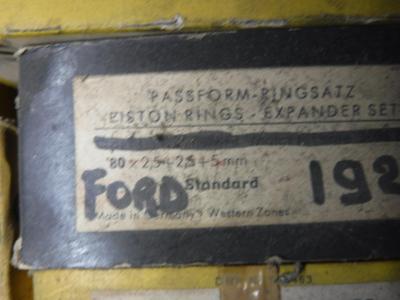 PASSFORM-RINGSATZ
PISTON RINGS - EXPANDER SET
80 x 2,5 + 2,5 + 5 mm
FORD Standard 192
Made in Germany's Western Zones